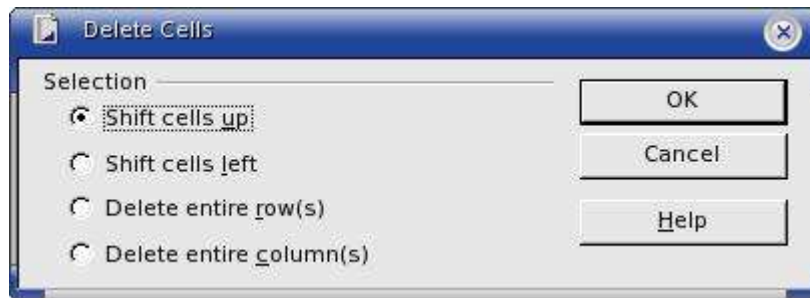 Delete Cells
Selection
Shift cells up
Shift cells left
Delete entire row(s)
Delete entire column(s)
OK
Cancel
Help